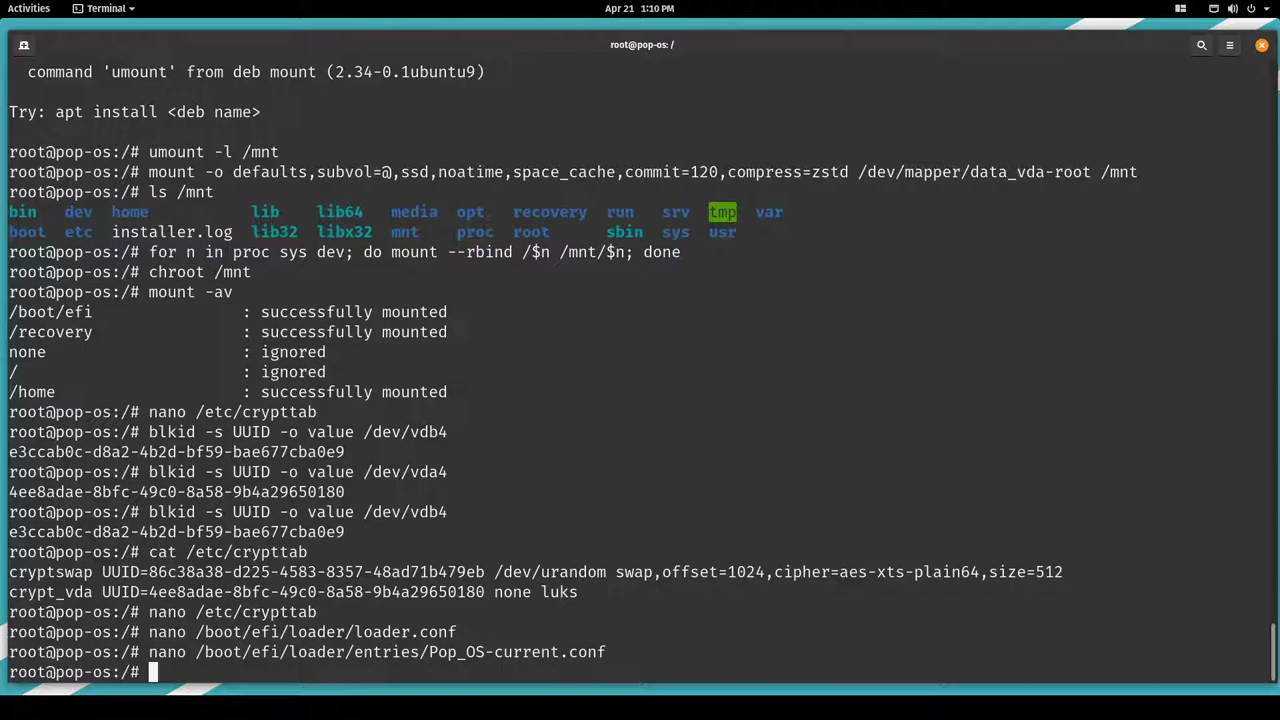 Activities Terminal Apr 21 1:10 PM
root@pop-os: /
command 'umount' from deb mount (2.34-0.1ubuntu9)
Try: apt install <deb name>
root@pop-os:/# umount -l /mnt
root@pop-os:/# mount -o defaults,subvol=@,ssd,noatime,space_cache,commit=120,compress=zstd /dev/mapper/data_vda-root /mnt
root@pop-os:/# ls /mnt
bin dev home lib lib64 media opt recovery run srv tmp var
boot etc installer.log lib32 libx32 mnt proc root sbin sys usr
root@pop-os:/# for n in proc sys dev; do mount --rbind /$n /mnt/$n; done
root@pop-os:/# chroot /mnt
root@pop-os:/# mount -av
/boot/efi : successfully mounted
/recovery : successfully mounted
none : ignored
/ : ignored
/home : successfully mounted
root@pop-os:/# nano /etc/crypttab
root@pop-os:/# blkid -s UUID -o value /dev/vdb4
e3ccab0c-d8a2-4b2d-bf59-bae677cba0e9
root@pop-os:/# blkid -s UUID -o value /dev/vda4
4ee8adae-8bfc-49c0-8a58-9b4a29650180
root@pop-os:/# blkid -s UUID -o value /dev/vdb4
e3ccab0c-d8a2-4b2d-bf59-bae677cba0e9
root@pop-os:/# cat /etc/crypttab
cryptswap UUID=86c38a38-d225-4583-8357-48ad71b479eb /dev/urandom swap,offset=1024,cipher=aes-xts-plain64,size=512
crypt_vda UUID=4ee8adae-8bfc-49c0-8a58-9b4a29650180 none luks
root@pop-os:/# nano /etc/crypttab
root@pop-os:/# nano /boot/efi/loader/loader.conf
root@pop-os:/# nano /boot/efi/loader/entries/Pop_OS-current.conf
root@pop-os:/#